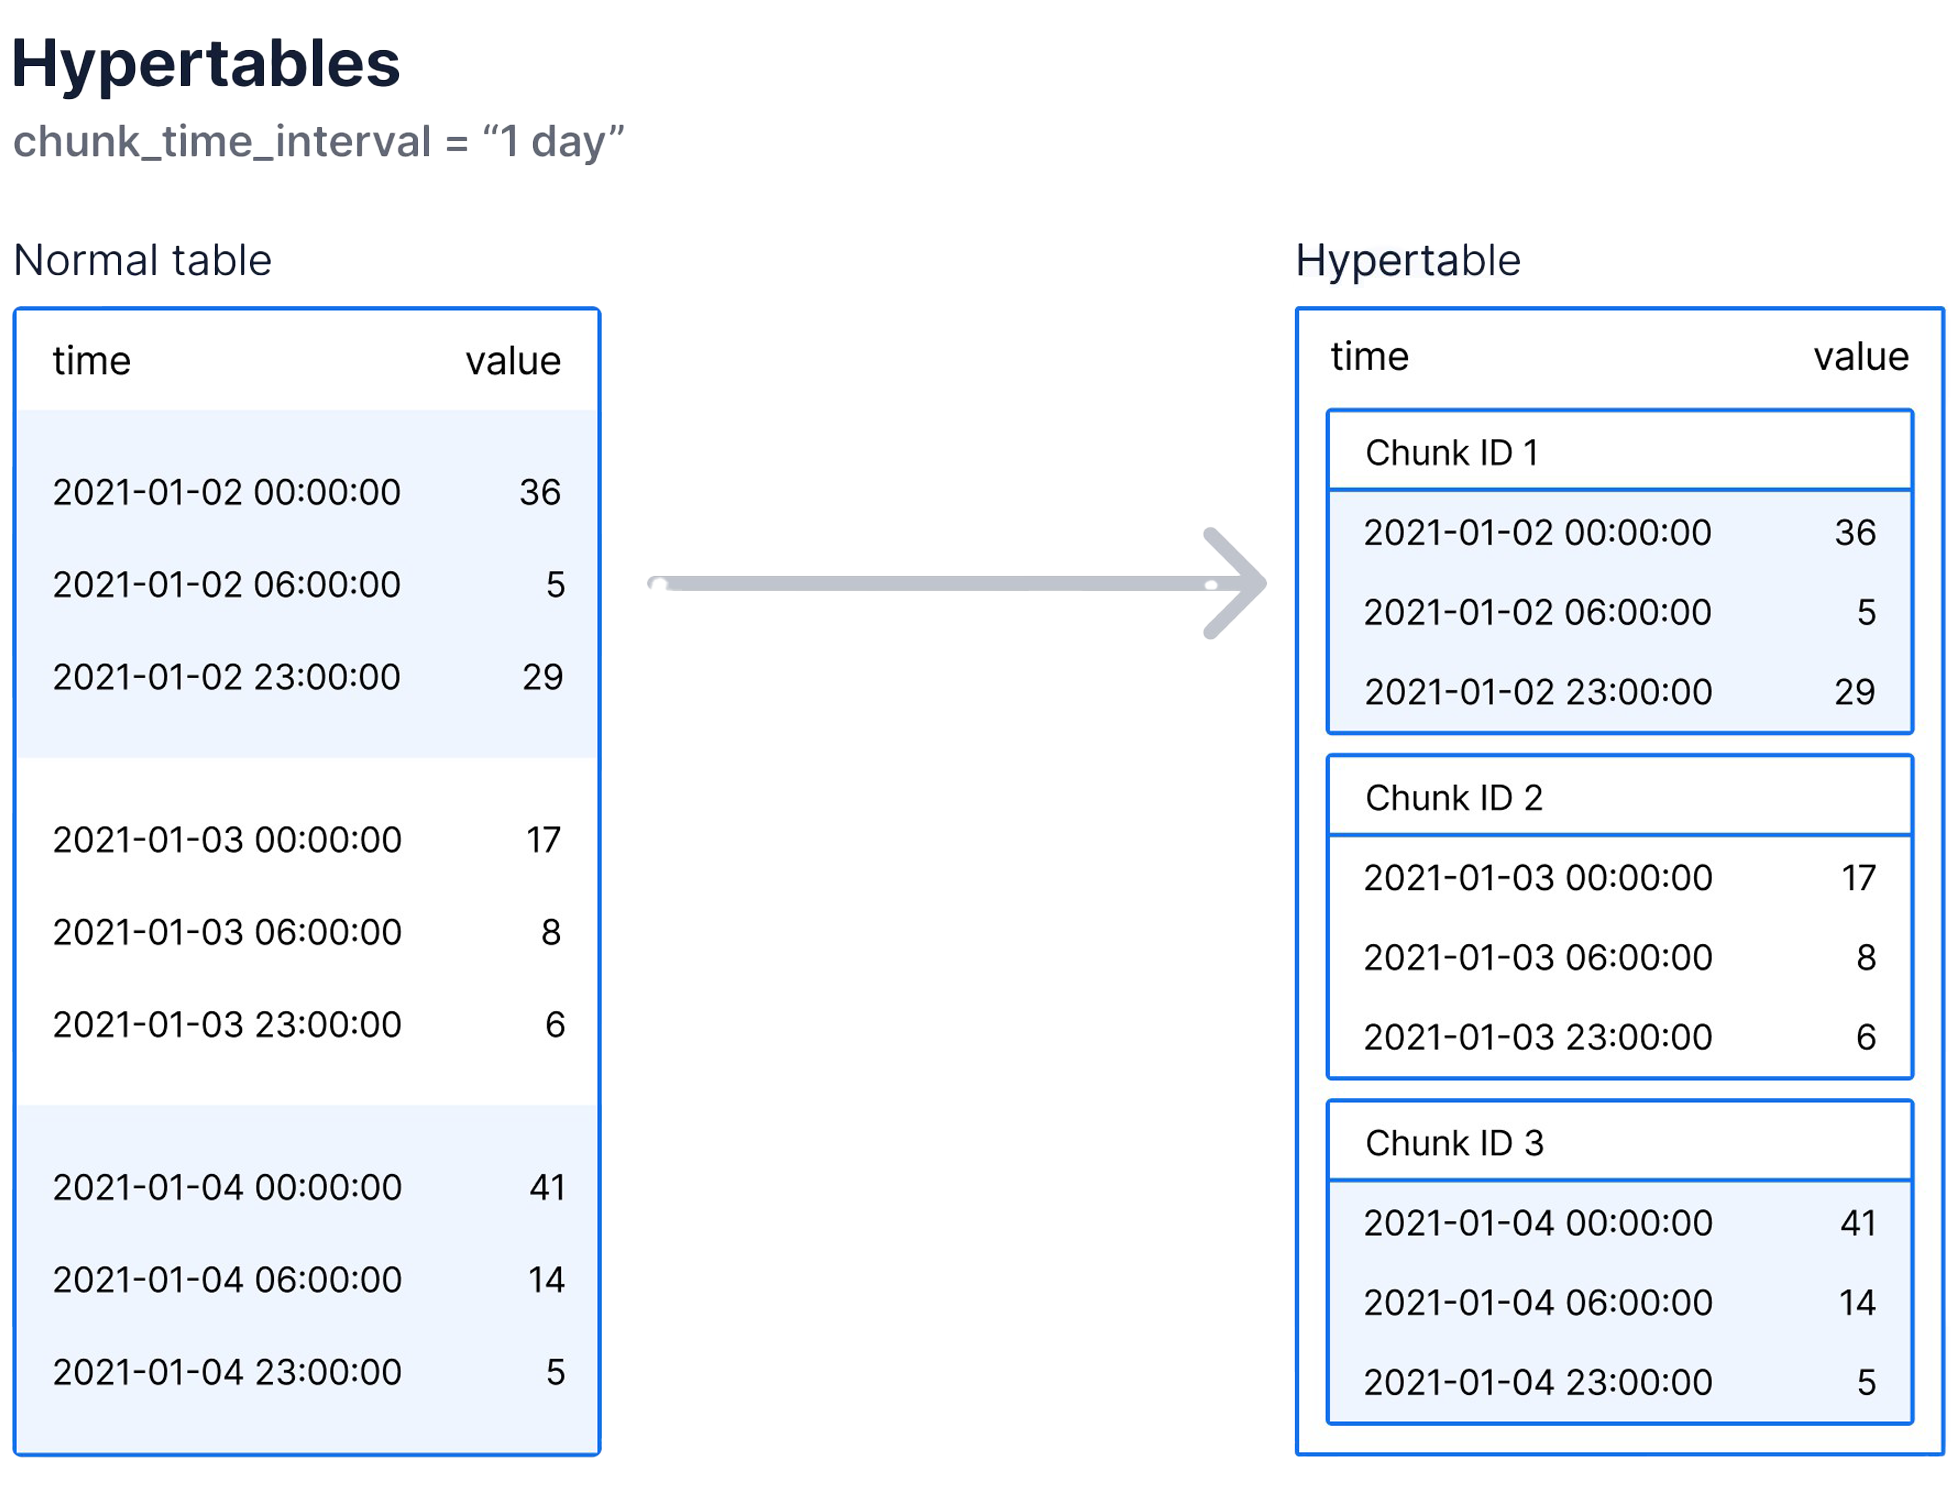 Hypertables
chunk_time_interval = “1 day”
Normal table
time value
2021-01-02 00:00:00 36
2021-01-02 06:00:00 5
2021-01-02 23:00:00 29
2021-01-03 00:00:00 17
2021-01-03 06:00:00 8
2021-01-03 23:00:00 6
2021-01-04 00:00:00 41
2021-01-04 06:00:00 14
2021-01-04 23:00:00 5
Hypertable
time value
Chunk ID 1
2021-01-02 00:00:00 36
2021-01-02 06:00:00 5
2021-01-02 23:00:00 29
Chunk ID 2
2021-01-03 00:00:00 17
2021-01-03 06:00:00 8
2021-01-03 23:00:00 6
Chunk ID 3
2021-01-04 00:00:00 41
2021-01-04 06:00:00 14
2021-01-04 23:00:00 5